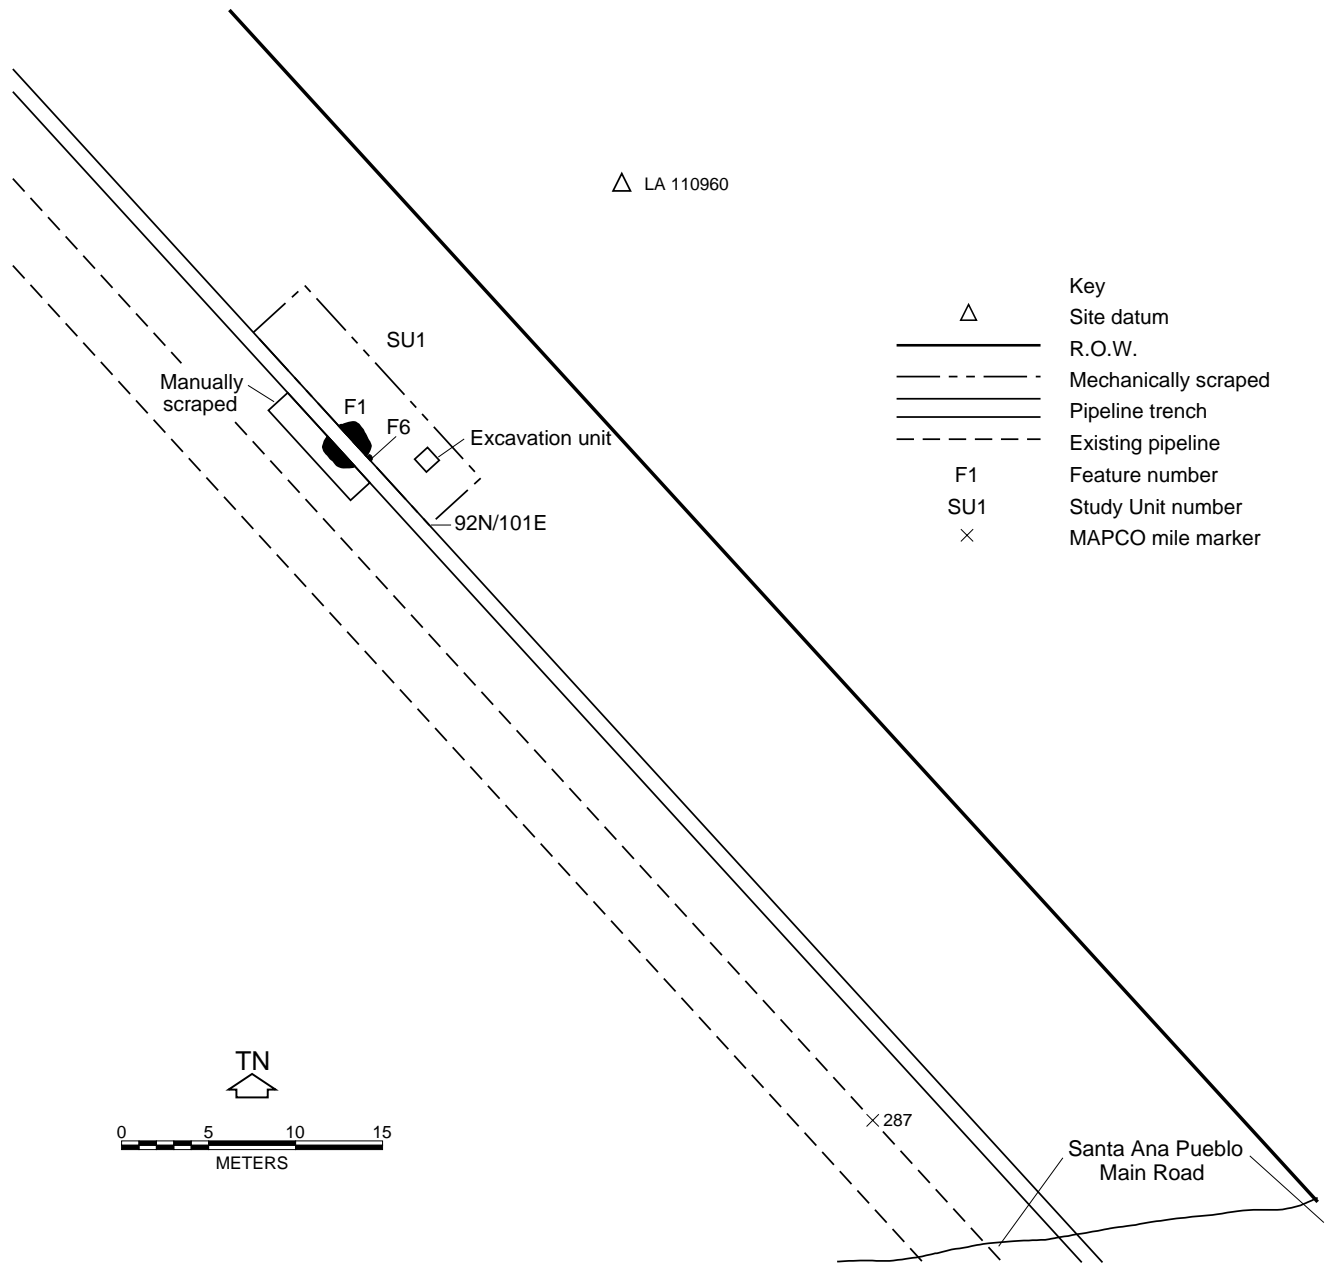 LA 110960
Key
Site datum
R.O.W.
Mechanically scraped
Pipeline trench
Existing pipeline
F1 Feature number
SU1 Study Unit number
MAPCO mile marker
SU1
Manually
scraped
F1
F6
Excavation unit
92N/101E
TN
0 5 10 15
METERS
287
Santa Ana Pueblo
Main Road